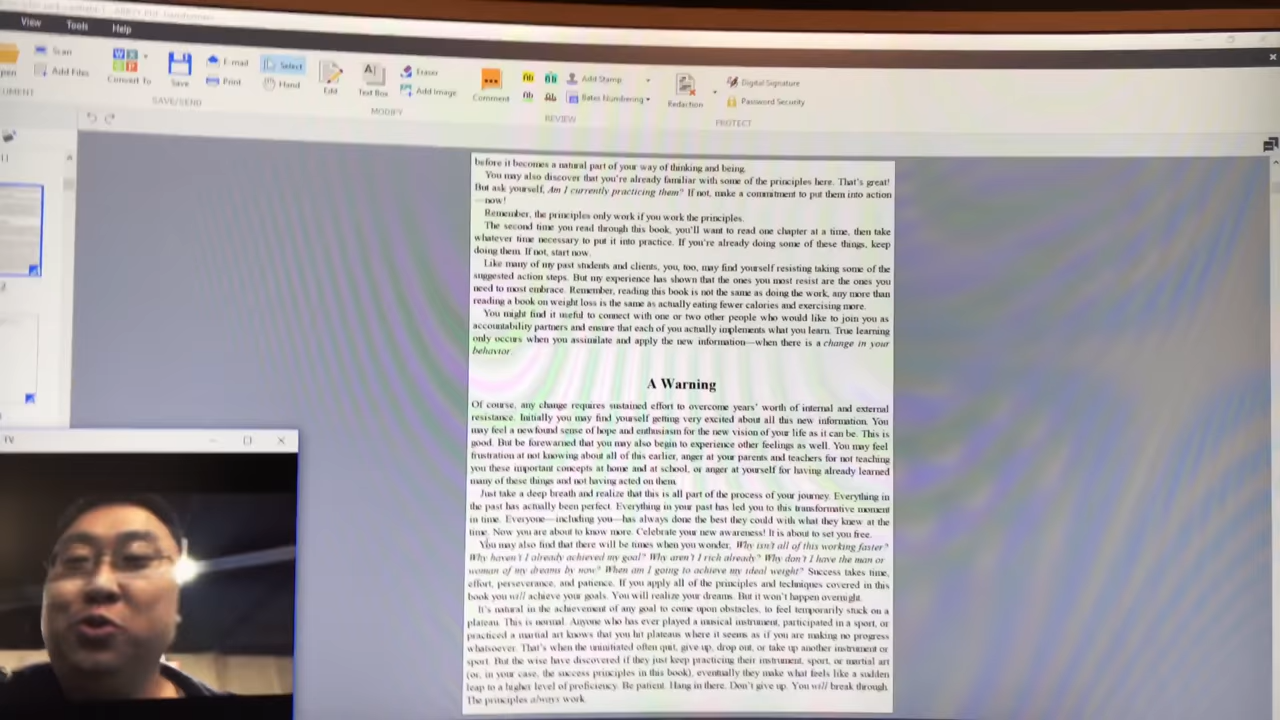 View Tools Help
Scan
Add Files
Convert To
Save
E-mail
Print
SAVE/SEND
Select
Hand
Edit
Text Box
Eraser
Add Image
MODIFY
Comment
Add Stamp
Bates Numbering
REVIEW
Redaction
Digital Signature
Password Security
PROTECT
before it becomes a natural part of your way of thinking and being.
You may also discover that you're already familiar with some of the principles here. That's great!
But ask yourself, Am I currently practicing them? If not, make a commitment to put them into action
—now!
Remember, the principles only work if you work the principles.
The second time you read through this book, you'll want to read one chapter at a time, then take
whatever time necessary to put it into practice. If you're already doing some of these things, keep
doing them. If not, start now.
Like many of my past students and clients, you, too, may find yourself resisting taking some of the
suggested action steps. But my experience has shown that the ones you most resist are the ones you
need to most embrace. Remember, reading this book is not the same as doing the work, any more than
reading a book on weight loss is the same as actually eating fewer calories and exercising more.
You might find it useful to connect with one or two other people who would like to join you as
accountability partners and ensure that each of you actually implements what you learn. True learning
only occurs when you assimilate and apply the new information—when there is a change in your
behavior.
A Warning
Of course, any change requires sustained effort to overcome years' worth of internal and external
resistance. Initially you may find yourself getting very excited about all this new information. You
may feel a newfound sense of hope and enthusiasm for the new vision of your life as it can be. This is
good. But be forewarned that you may also begin to experience other feelings as well. You may feel
frustration at not knowing about all of this earlier, anger at your parents and teachers for not teaching
you these important concepts at home and at school, or anger at yourself for having already learned
many of these things and not having acted on them.
Just take a deep breath and realize that this is all part of the process of your journey. Everything in
the past has actually been perfect. Everything in your past has led you to this transformative moment
in time. Everyone—including you—has always done the best they could with what they knew at the
time. Now you are about to know more. Celebrate your new awareness! It is about to set you free.
You may also find that there will be times when you wonder, Why isn't all of this working faster?
Why haven't I already achieved my goal? Why aren't I rich already? Why don't I have the man or
woman of my dreams by now? When am I going to achieve my ideal weight? Success takes time,
effort, perseverance, and patience. If you apply all of the principles and techniques covered in this
book you will achieve your goals. You will realize your dreams. But it won't happen overnight.
It's natural in the achievement of any goal to come upon obstacles, to feel temporarily stuck on a
plateau. This is normal. Anyone who has ever played a musical instrument, participated in a sport, or
practiced a martial art knows that you hit plateaus where it seems as if you are making no progress
whatsoever. That's when the uninitiated often quit, give up, drop out, or take up another instrument or
sport. But the wise have discovered if they just keep practicing their instrument, sport, or martial art
(or, in your case, the success principles in this book), eventually they make what feels like a sudden
leap to a higher level of proficiency. Be patient. Hang in there. Don't give up. You will break through.
The principles always work.
TV